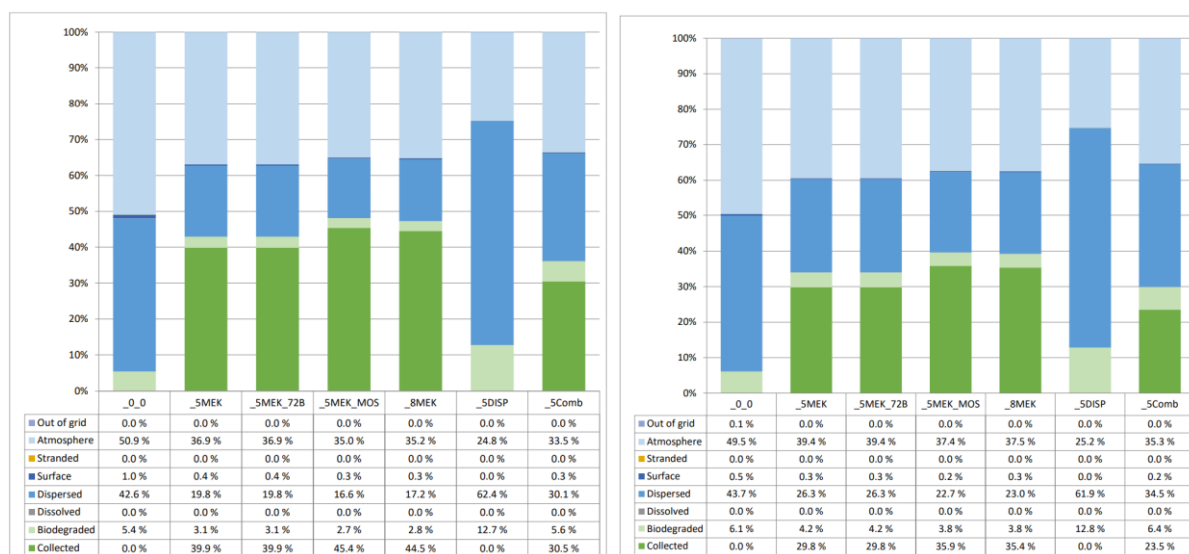 100%
90%
80%
70%
60%
50%
40%
30%
20%
10%
0%
_0_0 _5MEK _5MEK_72B _5MEK_MOS _8MEK _5DISP _5Comb
Out of grid 0.0 % 0.0 % 0.0 % 0.0 % 0.0 % 0.0 % 0.0 %
Atmosphere 50.9 % 36.9 % 36.9 % 35.0 % 35.2 % 24.8 % 33.5 %
Stranded 0.0 % 0.0 % 0.0 % 0.0 % 0.0 % 0.0 % 0.0 %
Surface 1.0 % 0.4 % 0.4 % 0.3 % 0.3 % 0.0 % 0.3 %
Dispersed 42.6 % 19.8 % 19.8 % 16.6 % 17.2 % 62.4 % 30.1 %
Dissolved 0.0 % 0.0 % 0.0 % 0.0 % 0.0 % 0.0 % 0.0 %
Biodegraded 5.4 % 3.1 % 3.1 % 2.7 % 2.8 % 12.7 % 5.6 %
Collected 0.0 % 39.9 % 39.9 % 45.4 % 44.5 % 0.0 % 30.5 %
100%
90%
80%
70%
60%
50%
40%
30%
20%
10%
0%
_0_0 _5MEK _5MEK_72B _5MEK_MOS _8MEK _5DISP _5Comb
Out of grid 0.1 % 0.0 % 0.0 % 0.0 % 0.0 % 0.0 % 0.0 %
Atmosphere 49.5 % 39.4 % 39.4 % 37.4 % 37.5 % 25.2 % 35.3 %
Stranded 0.0 % 0.0 % 0.0 % 0.0 % 0.0 % 0.0 % 0.0 %
Surface 0.5 % 0.3 % 0.3 % 0.2 % 0.3 % 0.0 % 0.2 %
Dispersed 43.7 % 26.3 % 26.3 % 22.7 % 23.0 % 61.9 % 34.5 %
Dissolved 0.0 % 0.0 % 0.0 % 0.0 % 0.0 % 0.0 % 0.0 %
Biodegraded 6.1 % 4.2 % 4.2 % 3.8 % 3.8 % 12.8 % 6.4 %
Collected 0.0 % 29.8 % 29.8 % 35.9 % 35.4 % 0.0 % 23.5 %